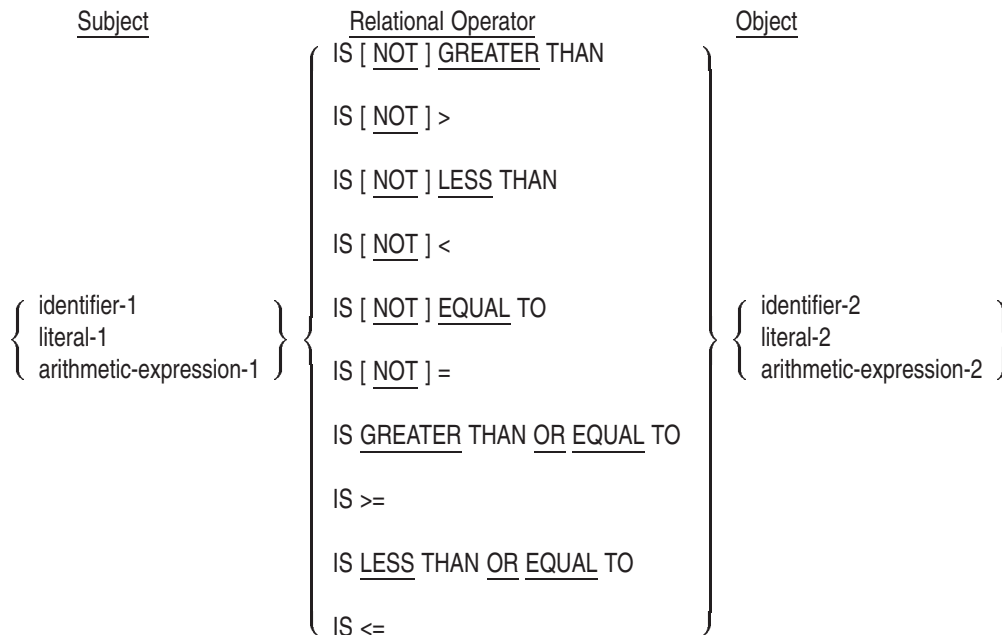 Subject Relational Operator Object
IS [ NOT ] GREATER THAN
IS [ NOT ] >
IS [ NOT ] LESS THAN
IS [ NOT ] <
identifier-1 IS [ NOT ] EQUAL TO identifier-2
literal-1 literal-2
arithmetic-expression-1 IS [ NOT ] = arithmetic-expression-2
IS GREATER THAN OR EQUAL TO
IS >=
IS LESS THAN OR EQUAL TO
IS <=